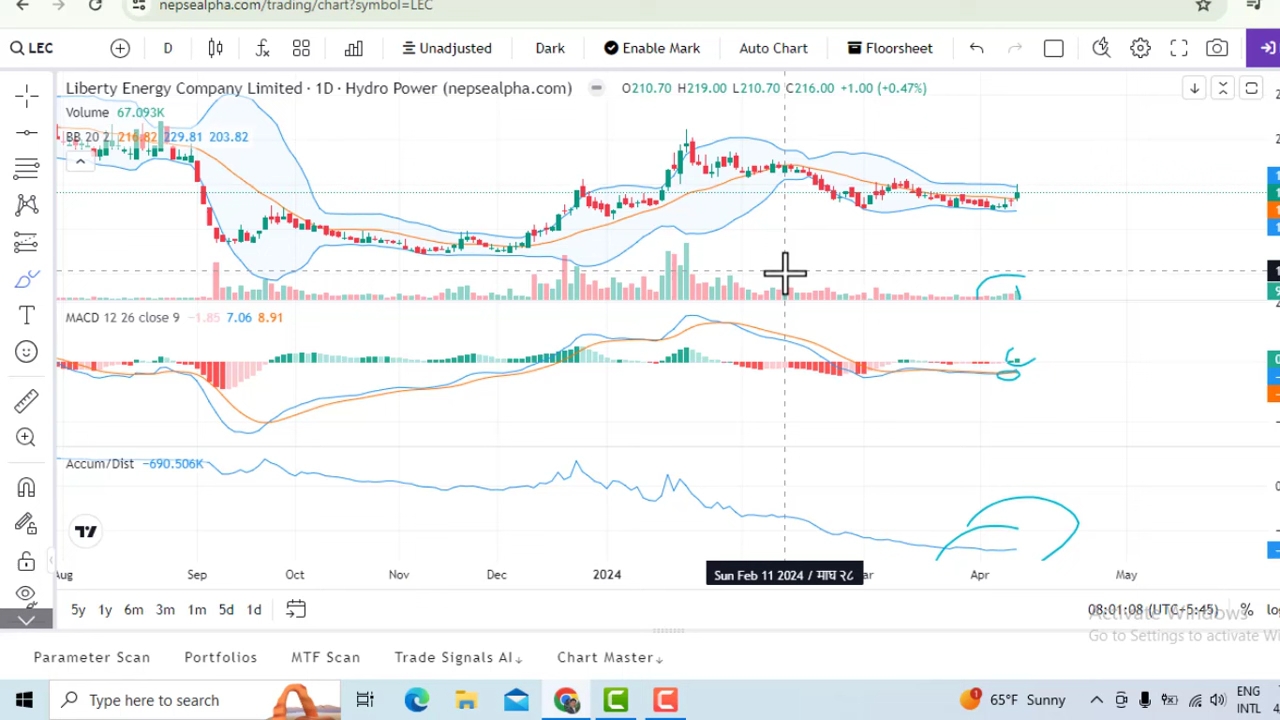 nepsealpha.com/trading/chart?symbol=LEC
LEC D Unadjusted Dark Enable Mark Auto Chart Floorsheet
Liberty Energy Company Limited · 1D · Hydro Power (nepsealpha.com) O210.70 H219.00 L210.70 C216.00 +1.00 (+0.47%)
Volume 67.093K
BB 20 2 216.82 229.81 203.82
MACD 12 26 close 9 −1.85 7.06 8.91
Accum/Dist −690.506K
Aug Sep Oct Nov Dec 2024 Sun Feb 11 2024 / माघ २८ ar Apr May
5y 1y 6m 3m 1m 5d 1d 08:01:08 (UTC+5:45) %
Activate Windows
Go to Settings to activate
Parameter Scan Portfolios MTF Scan Trade Signals AI↓ Chart Master↓
Type here to search 65°F Sunny ENG
INTL